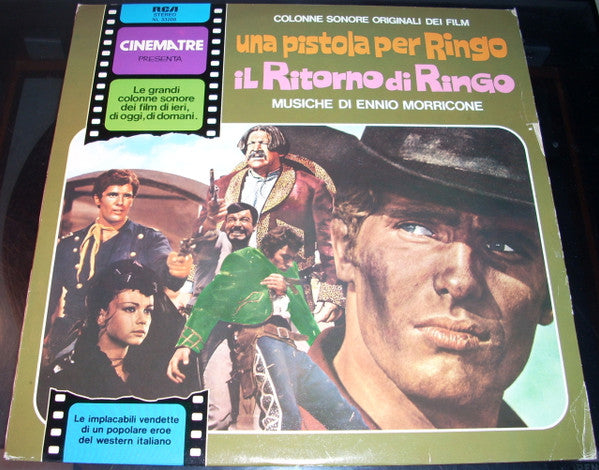 RCA
STEREO
CINEMATRE
PRESENTA
Le grandi
colonne sonore
dei film di ieri,
di oggi, di domani.
COLONNE SONORE ORIGINALI DEI FILM
una pistola per Ringo
il Ritorno di Ringo
MUSICHE DI ENNIO MORRICONE
Le implacabili vendette
di un popolare eroe
del western italiano